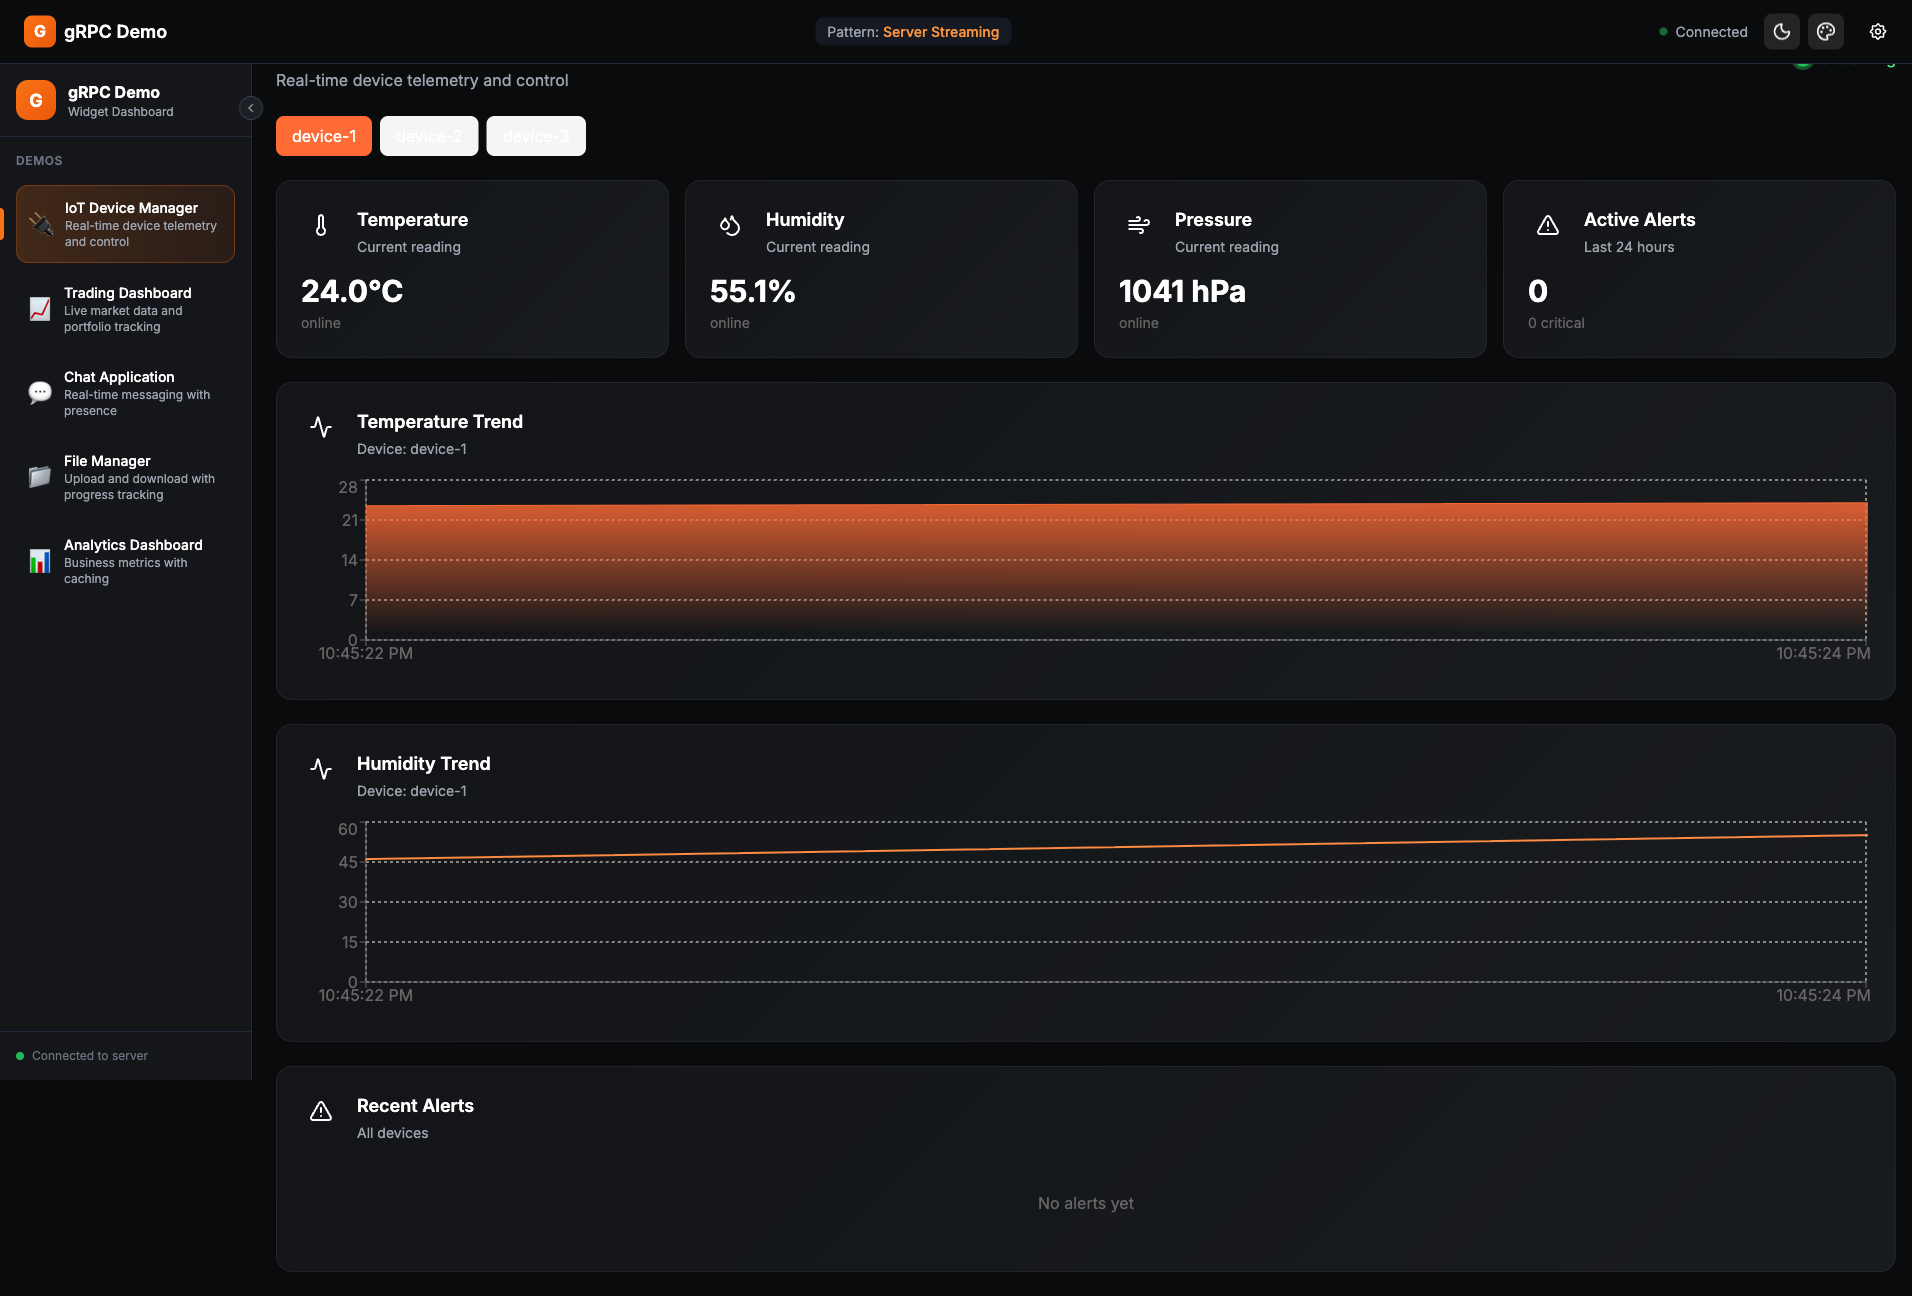 G gRPC Demo
Pattern: Server Streaming
Connected
G gRPC Demo
Widget Dashboard
DEMOS
IoT Device Manager
Real-time device telemetry
and control
Trading Dashboard
Live market data and
portfolio tracking
Chat Application
Real-time messaging with
presence
File Manager
Upload and download with
progress tracking
Analytics Dashboard
Business metrics with
caching
Connected to server
Real-time device telemetry and control
device-1 device-2 device-3
Temperature
Current reading
24.0°C
online
Humidity
Current reading
55.1%
online
Pressure
Current reading
1041 hPa
online
Active Alerts
Last 24 hours
0
0 critical
Temperature Trend
Device: device-1
28
21
14
7
0
10:45:22 PM 10:45:24 PM
Humidity Trend
Device: device-1
60
45
30
15
0
10:45:22 PM 10:45:24 PM
Recent Alerts
All devices
No alerts yet